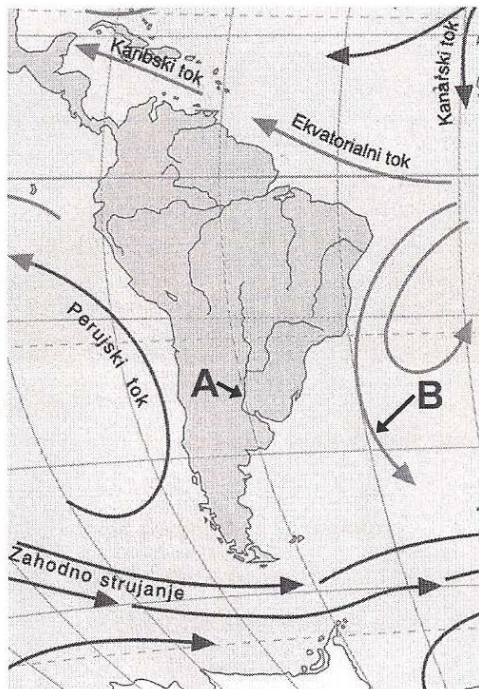 Karibski tok
Kanarski tok
Ekvatorialni tok
Perujski tok
A
B
Zahodno strujanje